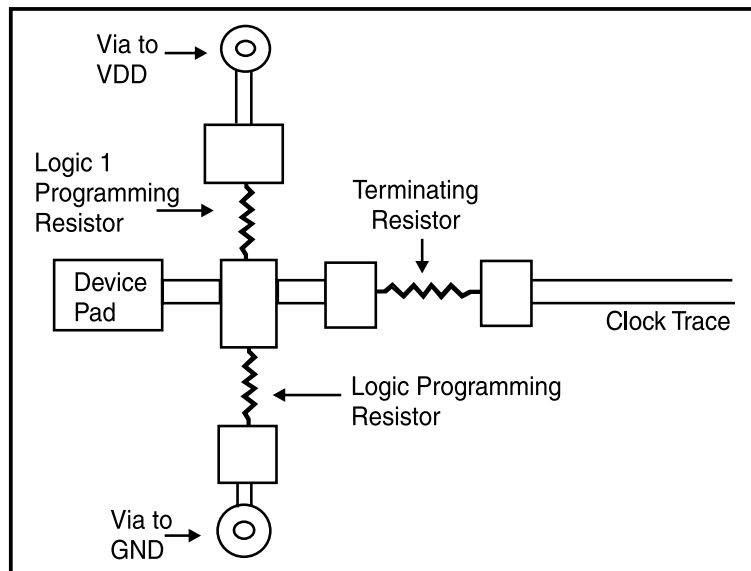 Via to
VDD
Logic 1
Programming
Resistor
Terminating
Resistor
Device
Pad
Clock Trace
Logic Programming
Resistor
Via to
GND